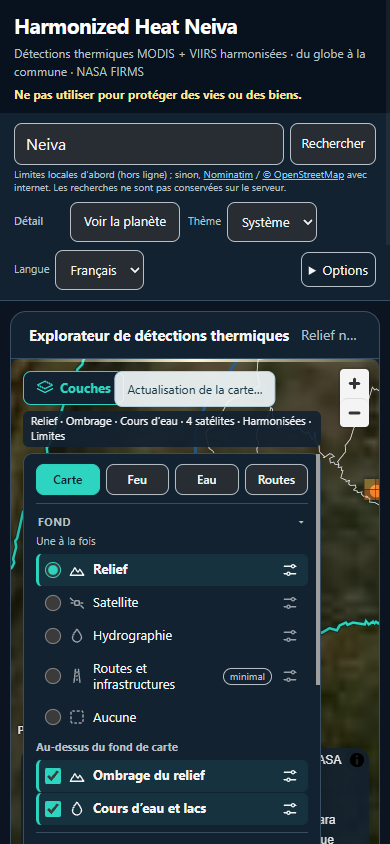 Harmonized Heat Neiva
Détections thermiques MODIS + VIIRS harmonisées · du globe à la
commune · NASA FIRMS
Ne pas utiliser pour protéger des vies ou des biens.
Neiva
Rechercher
Limites locales d'abord (hors ligne) ; sinon, Nominatim / © OpenStreetMap avec
internet. Les recherches ne sont pas conservées sur le serveur.
Détail
Voir la planète
Thème
Système
Langue
Français
Options
Explorateur de détections thermiques
Relief n...
Couches
Actualisation de la carte...
+
−
Relief · Ombrage · Cours d'eau · 4 satélites · Harmonisées ·
Limites
Carte
Feu
Eau
Routes
FOND
Une à la fois
Relief
Satellite
Hydrographie
Routes et
infrastructures
minimal
Aucune
Au-dessus du fond de carte
Ombrage du relief
Cours d'eau et lacs